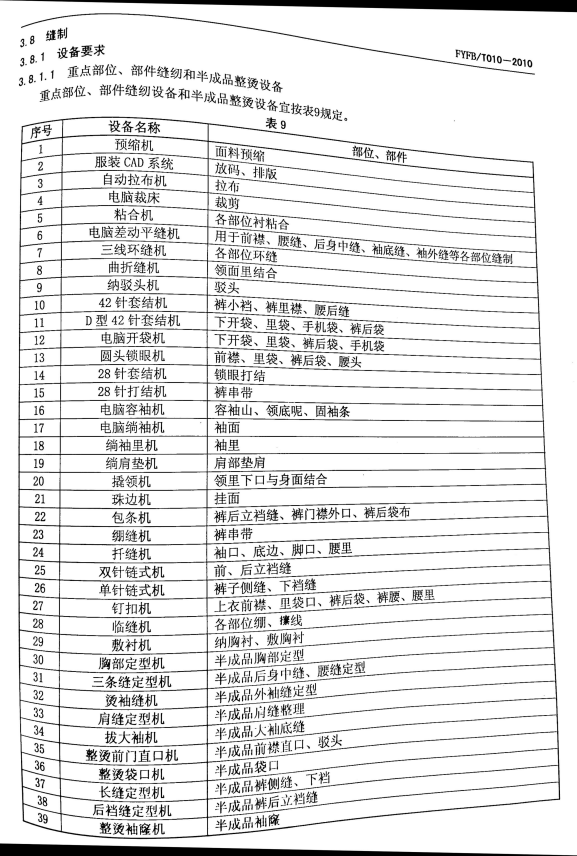 FYFB/T010—2010
3.8 缝制
3.8.1 设备要求
3.8.1.1 重点部位、部件缝纫和半成品整烫设备
重点部位、部件缝纫设备和半成品整烫设备宜按表9规定。
表 9
序号 设备名称 部位、部件
1 预缩机 面料预缩
2 服装 CAD 系统 放码、排版
3 自动拉布机 拉布
4 电脑裁床 裁剪
5 粘合机 各部位衬粘合
6 电脑差动平缝机 用于前襟、腰缝、后身中缝、袖底缝、袖外缝等各部位缝制
7 三线环缝机 各部位环缝
8 曲折缝机 领面里结合
9 纳驳头机 驳头
10 42 针套结机 裤小裆、裤里襟、腰后缝
11 D 型 42 针套结机 下开袋、里袋、手机袋、裤后袋
12 电脑开袋机 下开袋、里袋、裤后袋、手机袋
13 圆头锁眼机 前襟、里袋、裤后袋、腰头
14 28 针套结机 锁眼打结
15 28 针打结机 裤串带
16 电脑容袖机 容袖山、领底呢、固袖条
17 电脑绱袖机 袖面
18 绱袖里机 袖里
19 绱肩垫机 肩部垫肩
20 撬领机 领里下口与身面结合
21 珠边机 挂面
22 包条机 裤后立裆缝、裤门襟外口、裤后袋布
23 绷缝机 裤串带
24 扦缝机 袖口、底边、脚口、腰里
25 双针链式机 前、后立裆缝
26 单针链式机 裤子侧缝、下裆缝
27 钉扣机 上衣前襟、里袋口、裤后袋、裤腰、腰里
28 临缝机 各部位绷、攥线
29 敷衬机 纳胸衬、敷胸衬
30 胸部定型机 半成品胸部定型
31 三条缝定型机 半成品后身中缝、腰缝定型
32 烫袖缝机 半成品外袖缝定型
33 肩缝定型机 半成品肩缝整理
34 拔大袖机 半成品大袖底缝
35 整烫前门直口机 半成品前襟直口、驳头
36 整烫袋口机 半成品袋口
37 长缝定型机 半成品裤侧缝、下裆
38 后裆缝定型机 半成品裤后立裆缝
39 整烫袖窿机 半成品袖窿